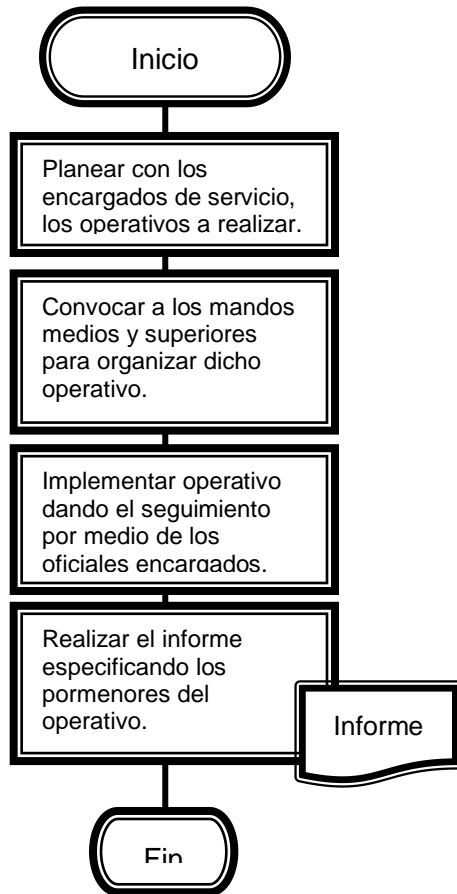 Inicio
Planear con los
encargados de servicio,
los operativos a realizar.
Convocar a los mandos
medios y superiores
para organizar dicho
operativo.
Implementar operativo
dando el seguimiento
por medio de los
oficiales encargados.
Realizar el informe
especificando los
pormenores del
operativo.
Informe
Fin